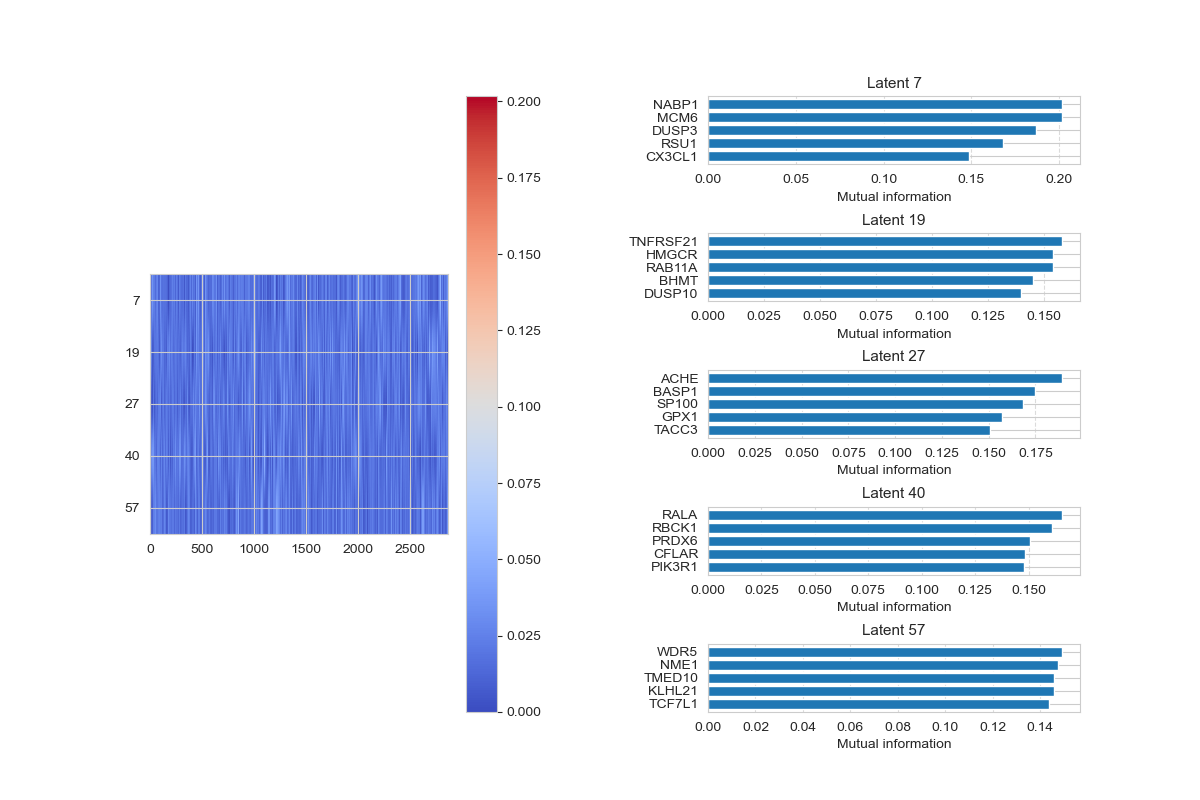 0.200
0.175
0.150
0.125
0.100
0.075
0.050
0.025
0.000
7
19
27
40
57
0 500 1000 1500 2000 2500
Latent 7
NABP1
MCM6
DUSP3
RSU1
CX3CL1
0.00 0.05 0.10 0.15 0.20
Mutual information
Latent 19
TNFRSF21
HMGCR
RAB11A
BHMT
DUSP10
0.000 0.025 0.050 0.075 0.100 0.125 0.150
Mutual information
Latent 27
ACHE
BASP1
SP100
GPX1
TACC3
0.000 0.025 0.050 0.075 0.100 0.125 0.150 0.175
Mutual information
Latent 40
RALA
RBCK1
PRDX6
CFLAR
PIK3R1
0.000 0.025 0.050 0.075 0.100 0.125 0.150
Mutual information
Latent 57
WDR5
NME1
TMED10
KLHL21
TCF7L1
0.00 0.02 0.04 0.06 0.08 0.10 0.12 0.14
Mutual information